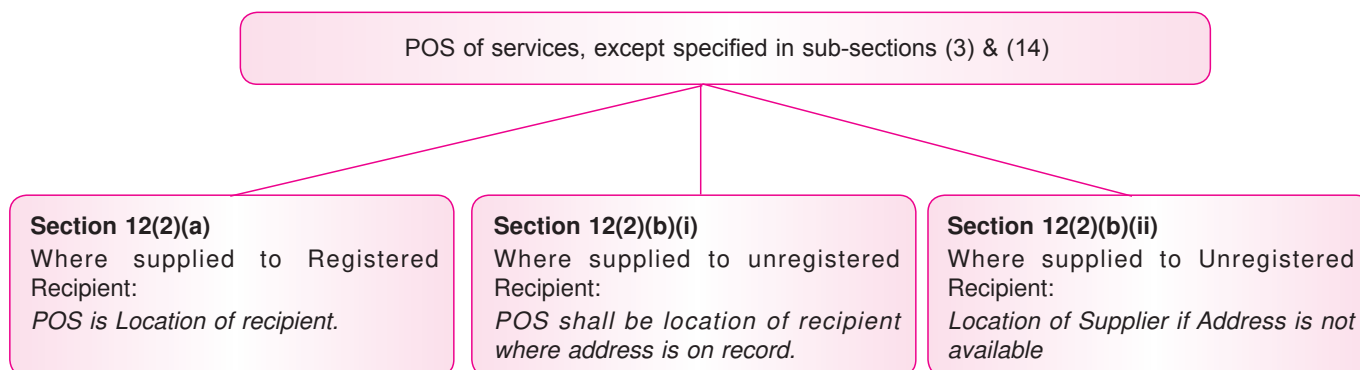 POS of services, except specified in sub-sections (3) & (14)
Section 12(2)(a)
Where supplied to Registered
Recipient:
POS is Location of recipient.
Section 12(2)(b)(i)
Where supplied to unregistered
Recipient:
POS shall be location of recipient
where address is on record.
Section 12(2)(b)(ii)
Where supplied to Unregistered
Recipient:
Location of Supplier if Address is not
available